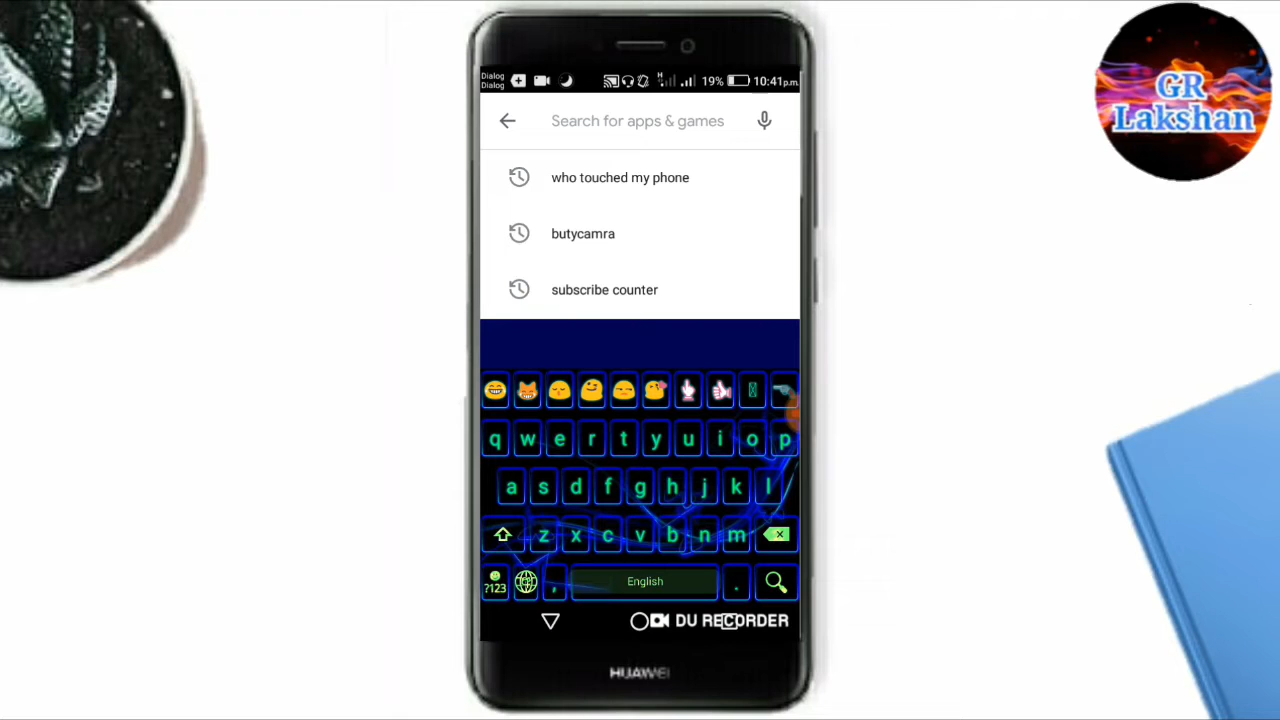 Dialog
Dialog
H
19%
10:41p.m.
GR
Lakshan
Search for apps & games
who touched my phone
butycamra
subscribe counter
q w e r t y u i o p
a s d f g h j k l
z x c v b n m
?123
,
English
.
DU RECORDER
HUAWEI